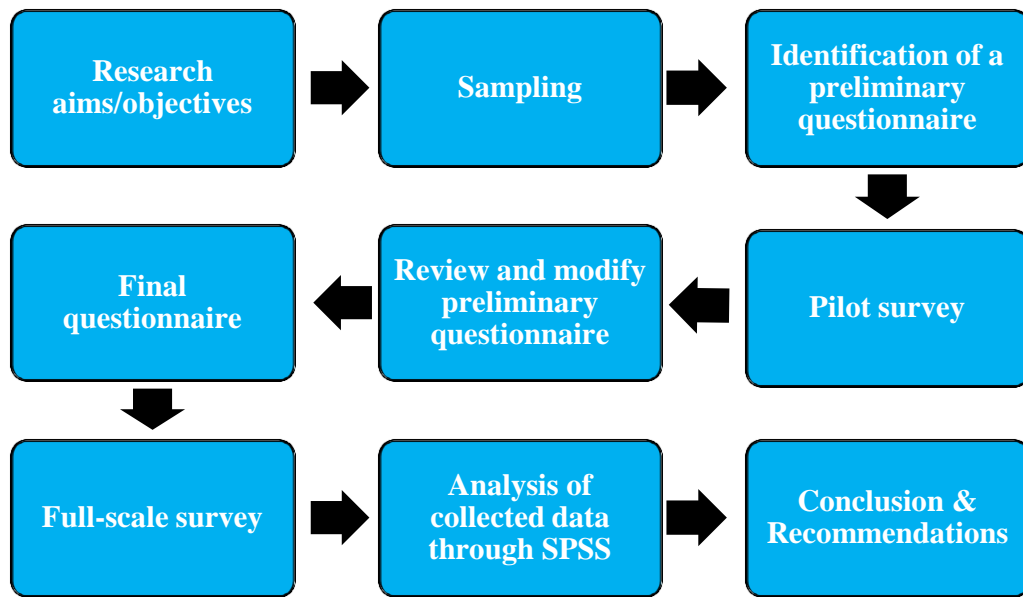 Research
aims/objectives
Sampling
Identification of a
preliminary
questionnaire
Pilot survey
Review and modify
preliminary
questionnaire
Final
questionnaire
Full-scale survey
Analysis of
collected data
through SPSS
Conclusion &
Recommendations